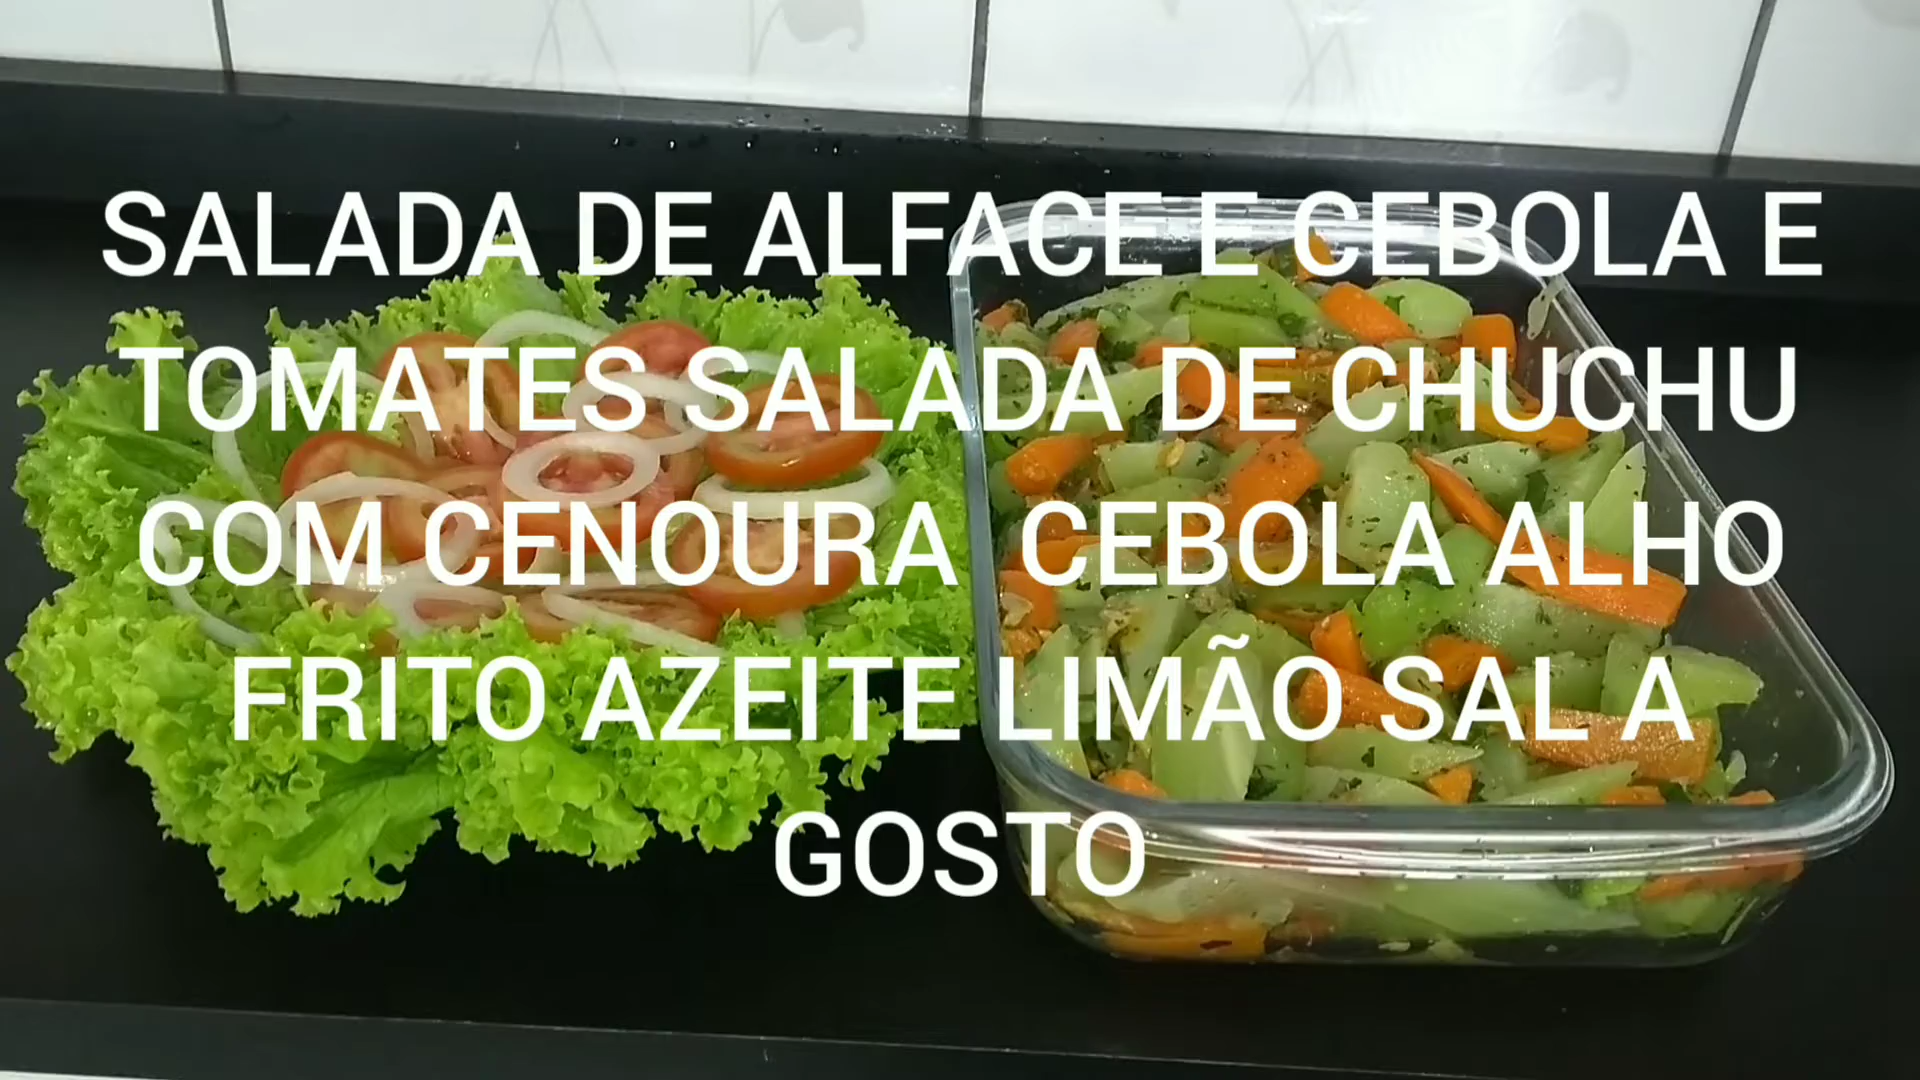 SALADA DE ALFACE E CEBOLA E
TOMATES SALADA DE CHUCHU
COM CENOURA  CEBOLA ALHO
FRITO AZEITE LIMÃO SAL A
GOSTO